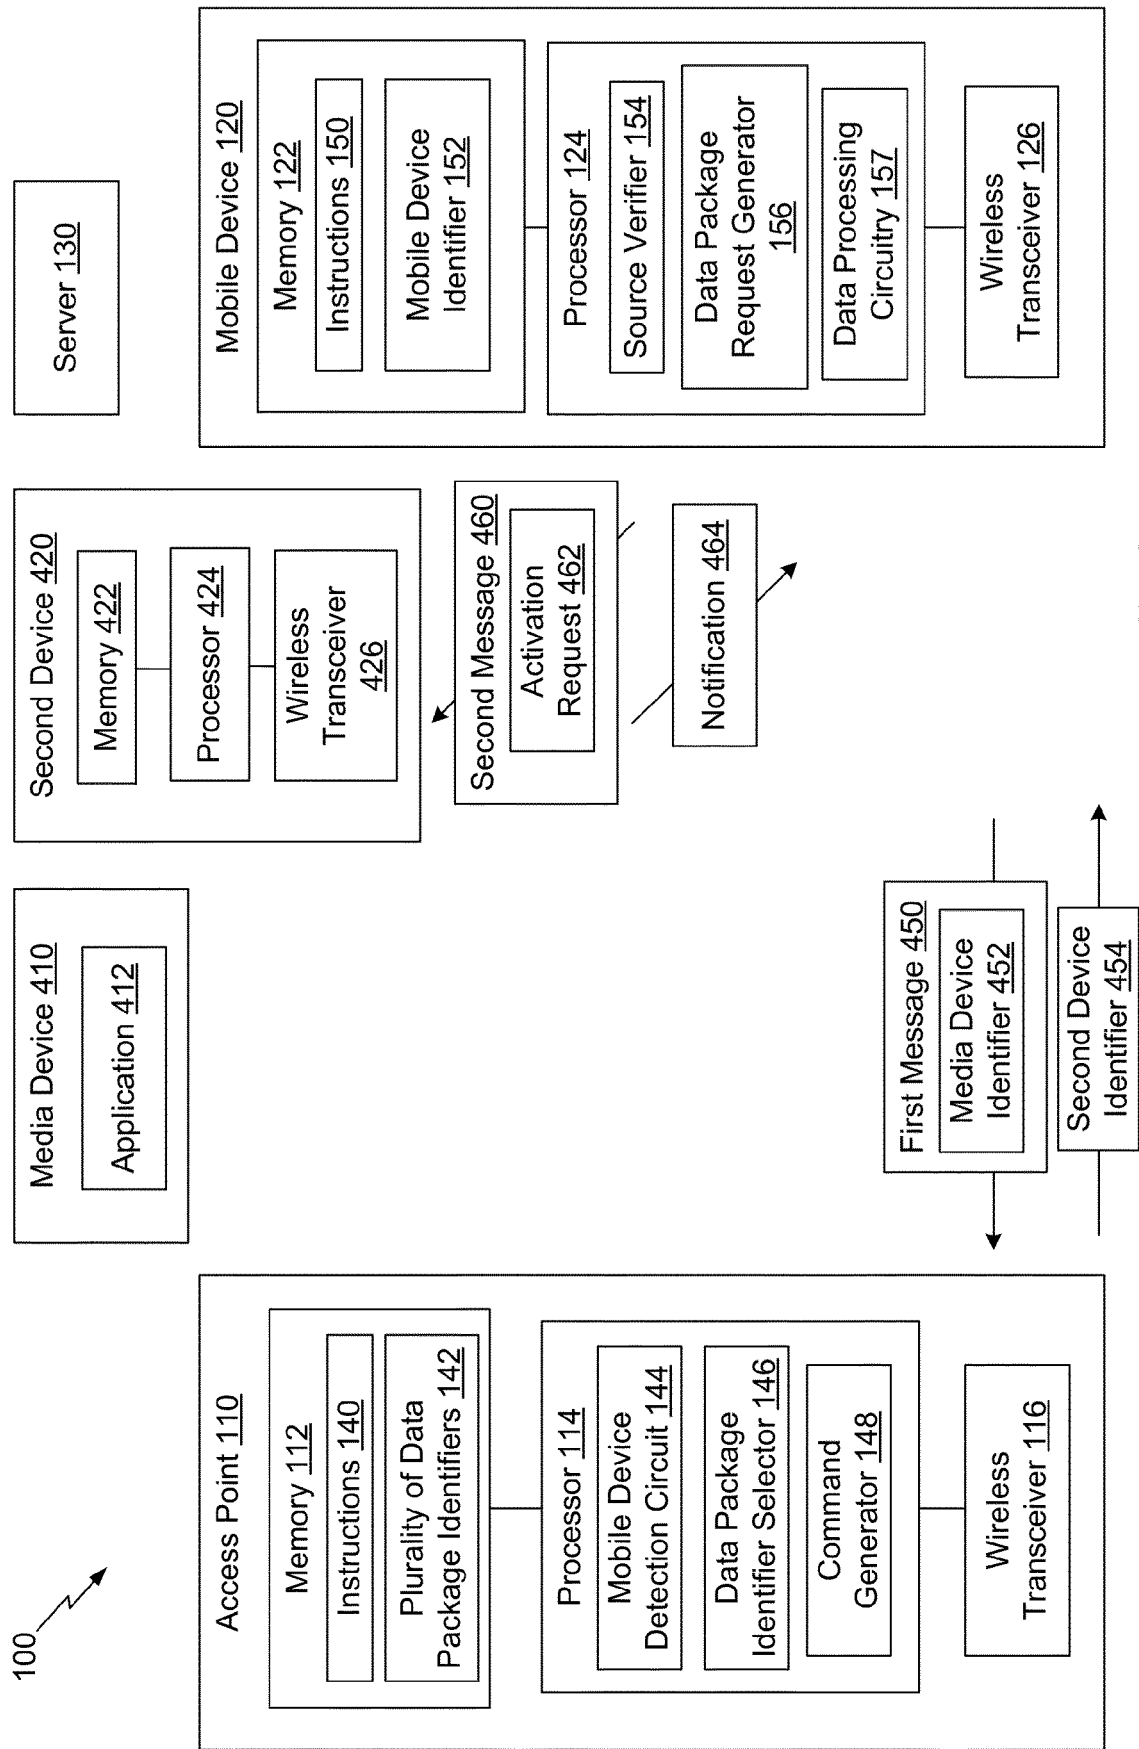 100
Access Point 110
Memory 112
Instructions 140
Plurality of Data
Package Identifiers 142
Processor 114
Mobile Device
Detection Circuit 144
Data Package
Identifier Selector 146
Command
Generator 148
Wireless
Transceiver 116
Media Device 410
Application 412
First Message 450
Media Device
Identifier 452
Second Device
Identifier 454
Second Device 420
Memory 422
Processor 424
Wireless
Transceiver
426
Second Message 460
Activation
Request 462
Notification 464
Server 130
Mobile Device 120
Memory 122
Instructions 150
Mobile Device
Identifier 152
Processor 124
Source Verifier 154
Data Package
Request Generator
156
Data Processing
Circuitry 157
Wireless
Transceiver 126